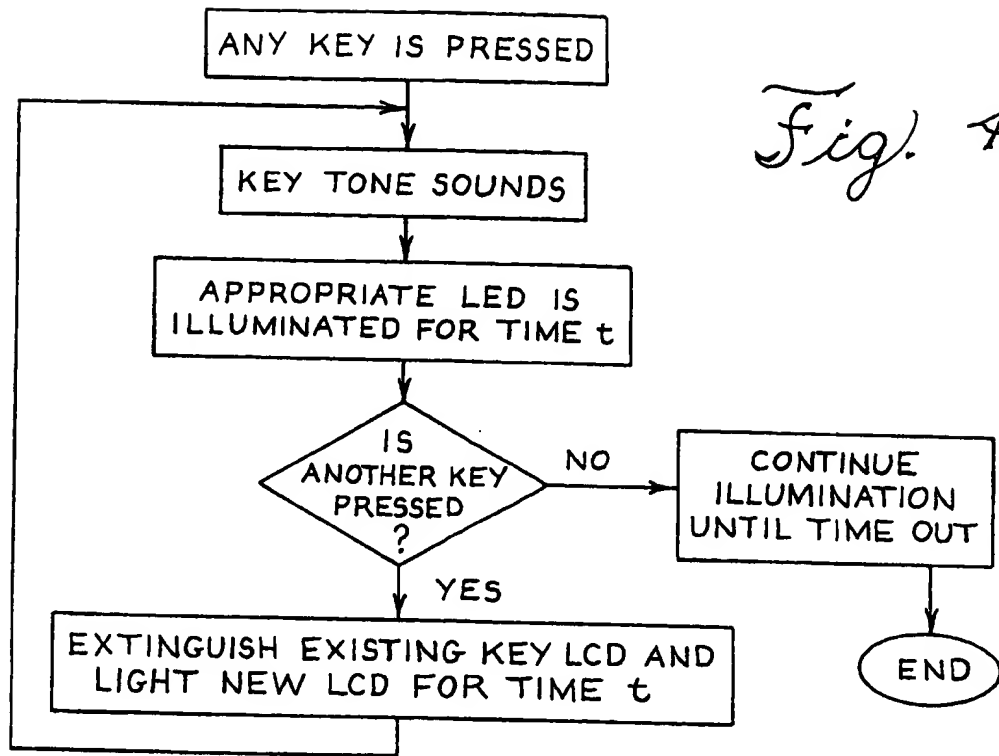 ANY KEY IS PRESSED
Fig. 4
KEY TONE SOUNDS
APPROPRIATE LED IS
ILLUMINATED FOR TIME t
IS
ANOTHER KEY
PRESSED
?
NO
CONTINUE
ILLUMINATION
UNTIL TIME OUT
YES
EXTINGUISH EXISTING KEY LCD AND
LIGHT NEW LCD FOR TIME t
END